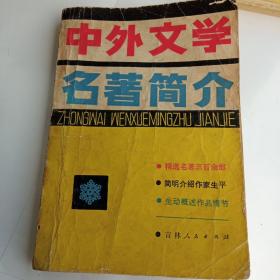 中外文学
名著简介
ZHONGWAI WENXUEMINGZHU JIANJIE
●精选名著三百余部
●简明介绍作家生平
●生动概述作品情节
●吉林人民出版社